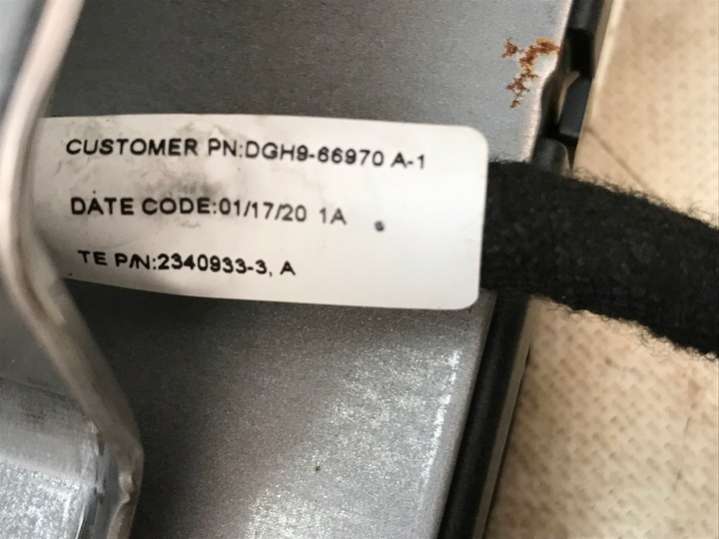 CUSTOMER PN:DGH9-66970 A-1
DATE CODE:01/17/20 1A
TE P/N:2340933-3, A